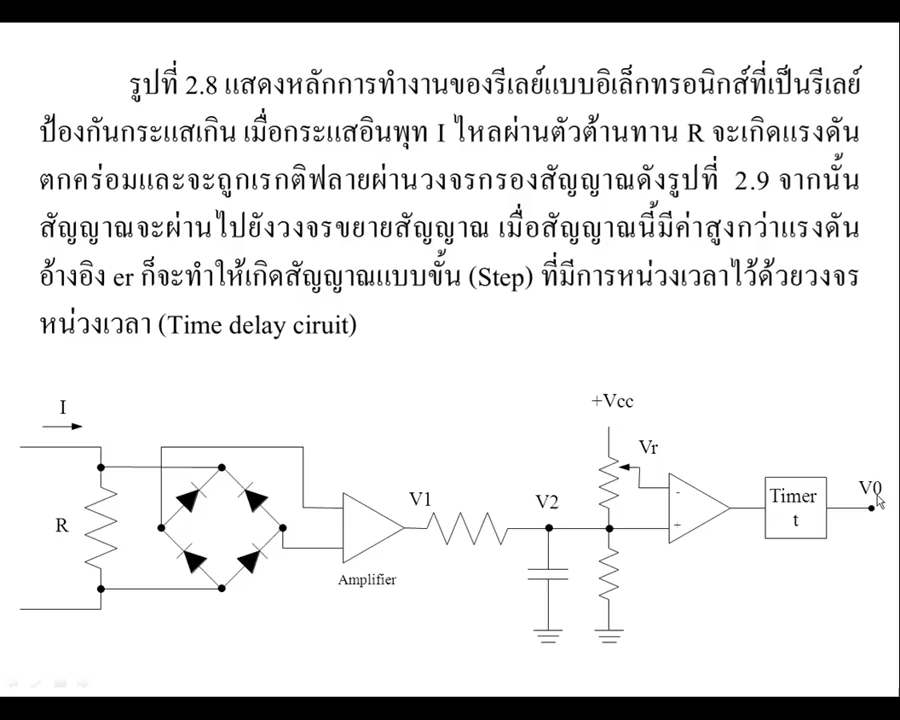 รูปที่ 2.8 แสดงหลักการทำงานของรีเลย์แบบอิเล็กทรอนิกส์ที่เป็นรีเลย์
ป้องกันกระแสเกิน เมื่อกระแสอินพุท I ไหลผ่านตัวต้านทาน R จะเกิดแรงดัน
ตกคร่อมและจะถูกเรกติฟลายผ่านวงจรกรองสัญญาณดังรูปที่ 2.9 จากนั้น
สัญญาณจะผ่านไปยังวงจรขยายสัญญาณ เมื่อสัญญาณนี้มีค่าสูงกว่าแรงดัน
อ้างอิง er ก็จะทำให้เกิดสัญญาณแบบขั้น (Step) ที่มีการหน่วงเวลาไว้ด้วยวงจร
หน่วงเวลา (Time delay ciruit)
+Vcc
I
Vr
V1
V2
-
Timer
V0
R
+
t
Amplifier